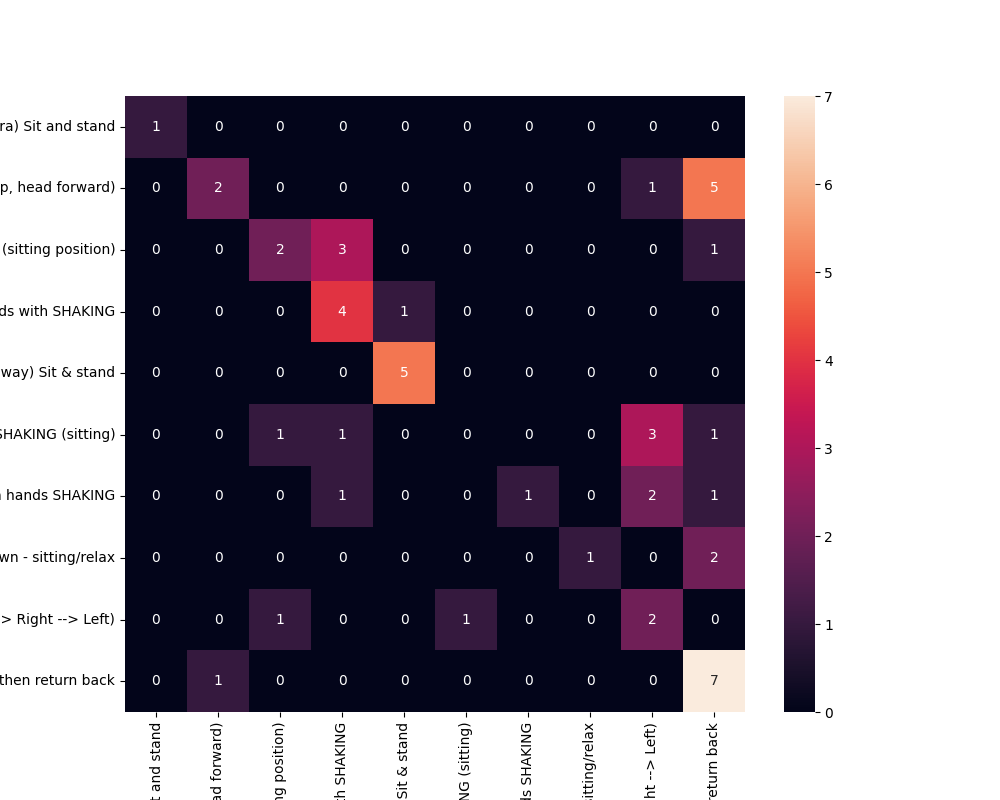 7
ra) Sit and stand 1 0 0 0 0 0 0 0 0 0
6
p, head forward) 0 2 0 0 0 0 0 0 1 5
(sitting position) 0 0 2 3 0 0 0 0 0 1
5
ds with SHAKING 0 0 0 4 1 0 0 0 0 0
4
way) Sit & stand 0 0 0 0 5 0 0 0 0 0
SHAKING (sitting) 0 0 1 1 0 0 0 0 3 1
3
hands SHAKING 0 0 0 1 0 0 1 0 2 1
2
wn - sitting/relax 0 0 0 0 0 0 0 1 0 2
> Right --> Left) 0 0 1 0 0 1 0 0 2 0
1
then return back 0 1 0 0 0 0 0 0 0 7
0
t and stand
ad forward)
ng position)
th SHAKING
Sit & stand
NG (sitting)
ds SHAKING
sitting/relax
ht --> Left)
return back